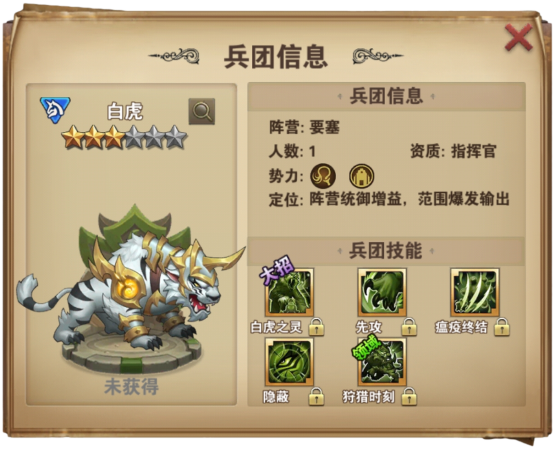 兵团信息
白虎
兵团信息
阵营: 要塞
人数: 1 资质: 指挥官
势力:
定位: 阵营统御增益，范围爆发输出
未获得
兵团技能
大招
白虎之灵 先攻 瘟疫终结
领域
隐蔽 狩猎时刻